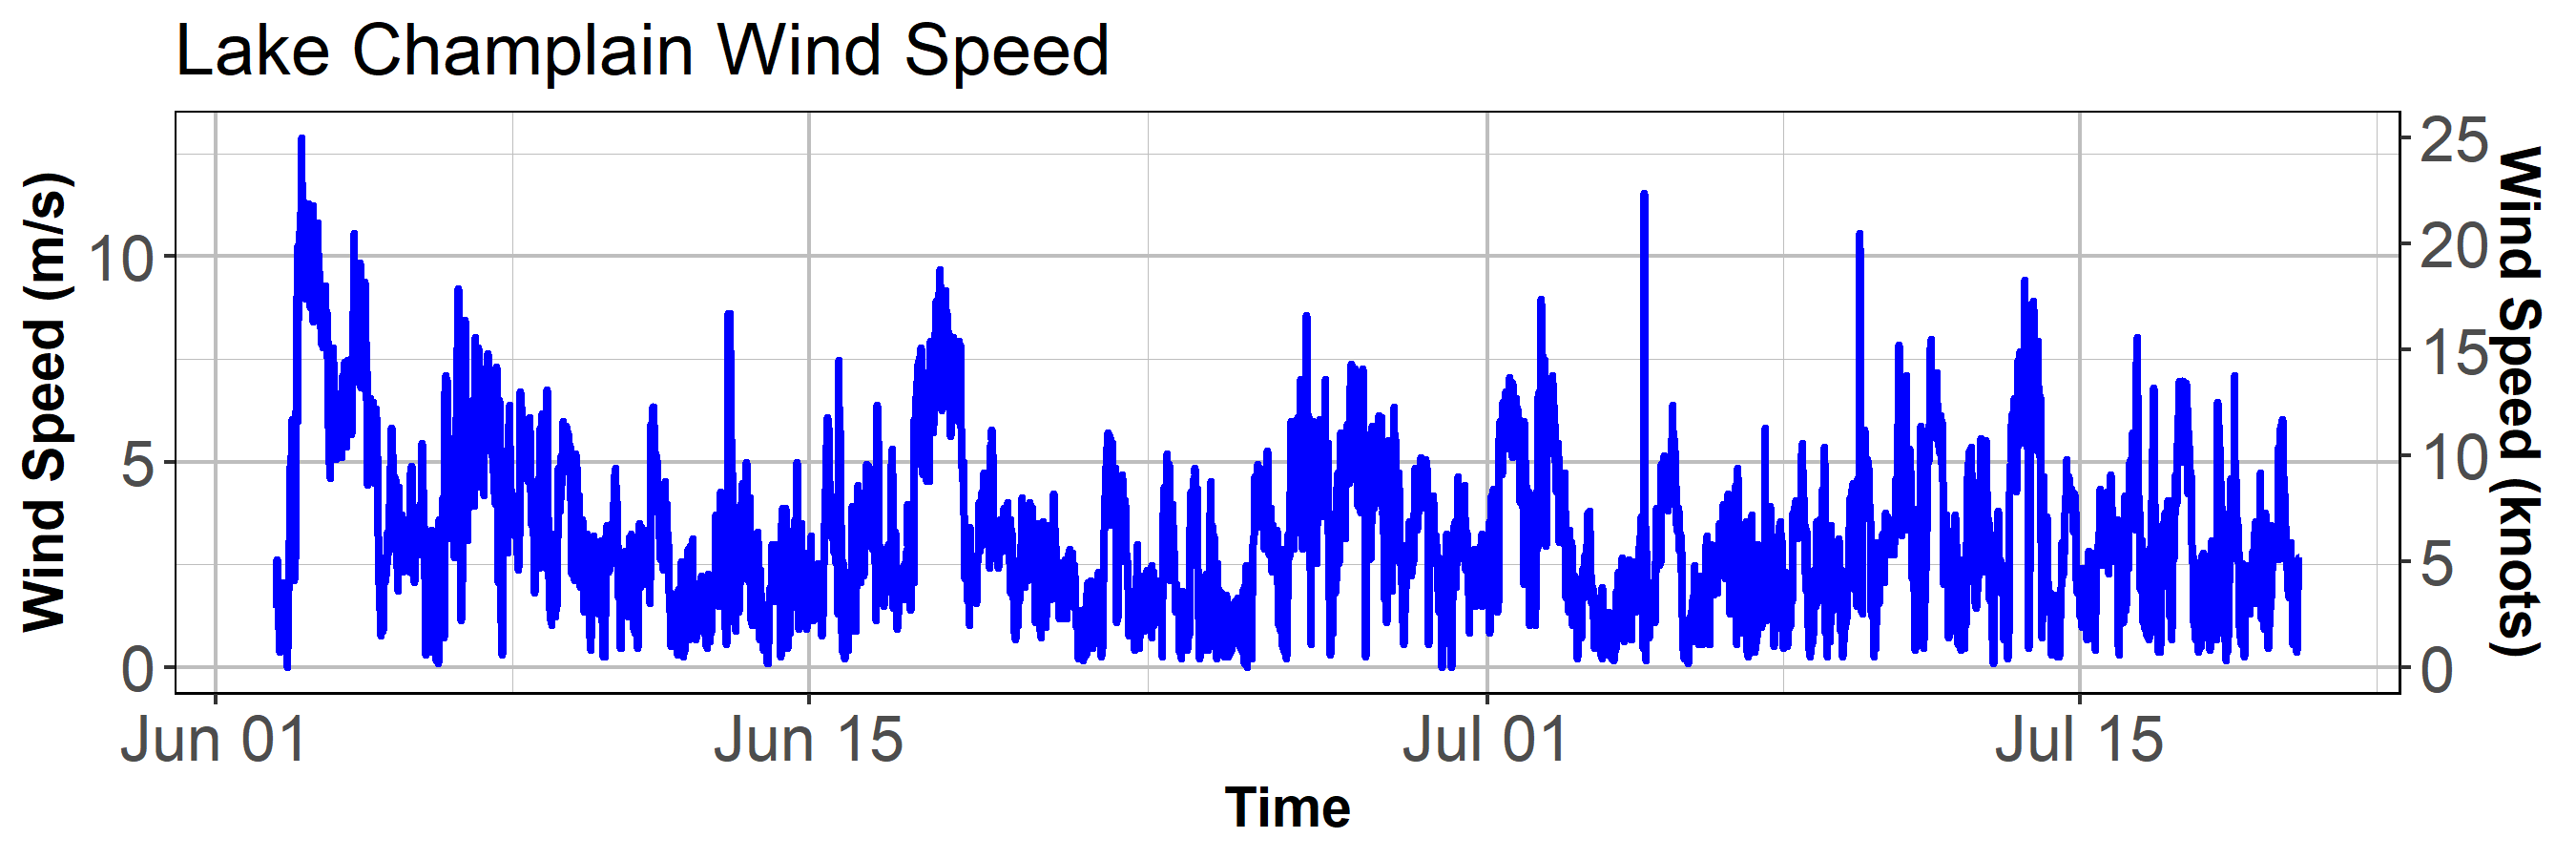 Lake Champlain Wind Speed
Wind Speed (m/s)
10
5
0
25
20
15
10
5
0
Wind Speed (knots)
Jun 01
Jun 15
Jul 01
Jul 15
Time